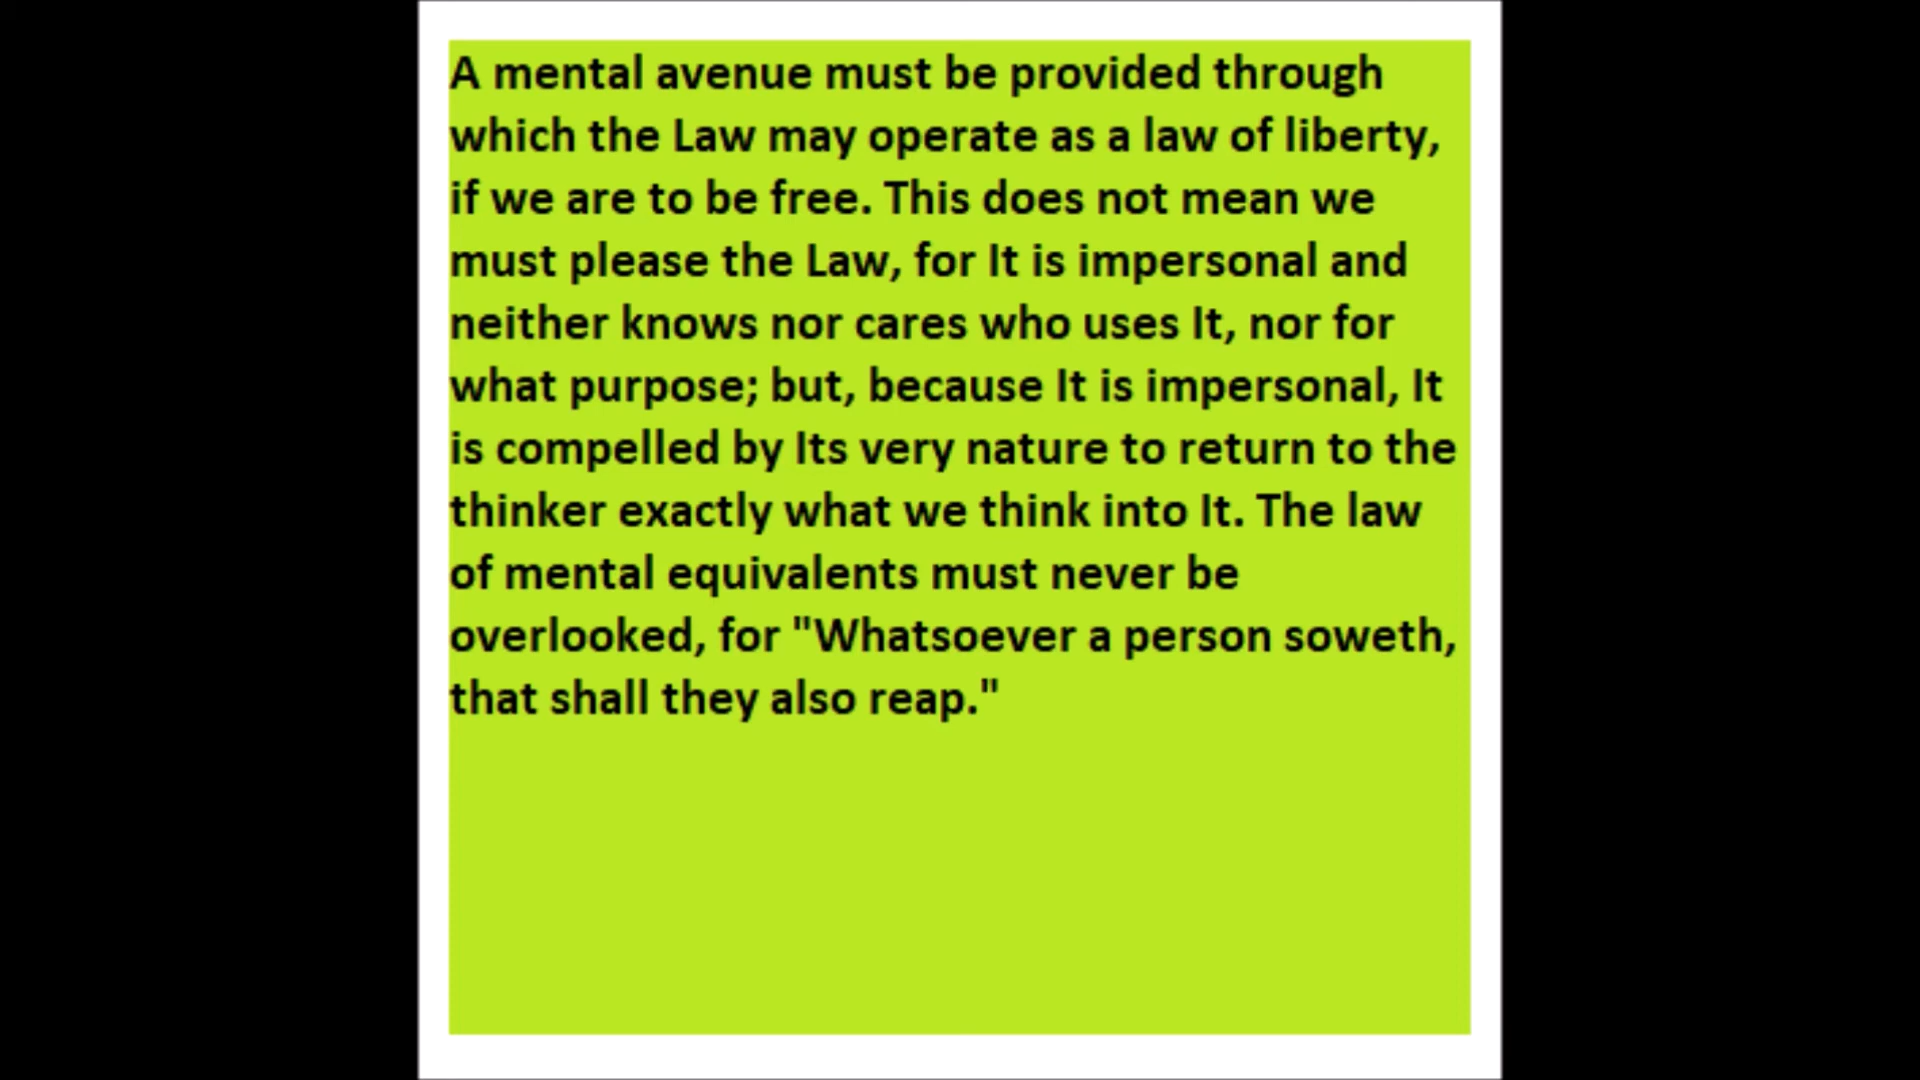 A mental avenue must be provided through
which the Law may operate as a law of liberty,
if we are to be free. This does not mean we
must please the Law, for It is impersonal and
neither knows nor cares who uses It, nor for
what purpose; but, because It is impersonal, It
is compelled by Its very nature to return to the
thinker exactly what we think into It. The law
of mental equivalents must never be
overlooked, for "Whatsoever a person soweth,
that shall they also reap."